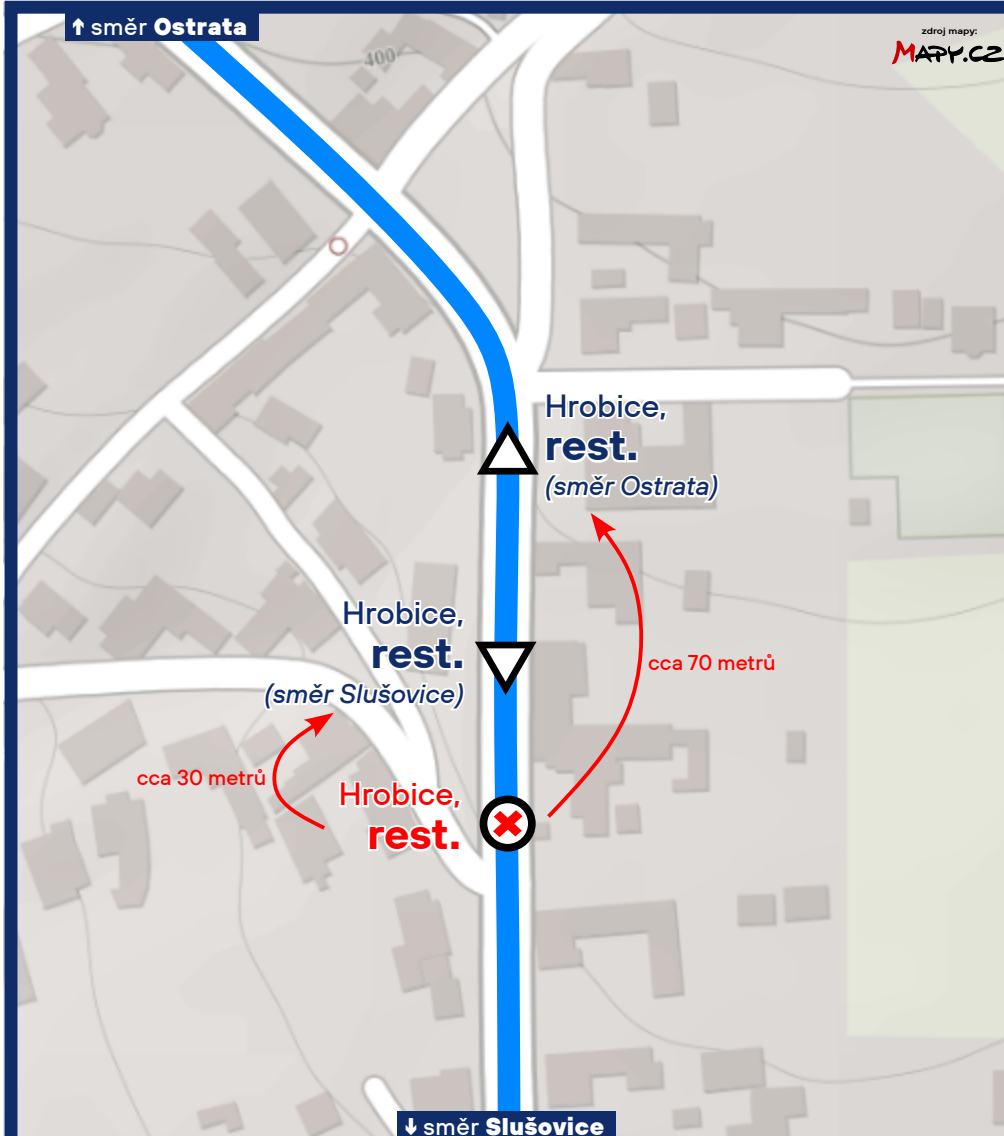 ↑ směr Ostrata
zdroj mapy:
MAPY.CZ
400
Hrobice,
rest.
(směr Ostrata)
Hrobice,
rest.
(směr Slušovice)
cca 70 metrů
cca 30 metrů
Hrobice,
rest.
↓ směr Slušovice